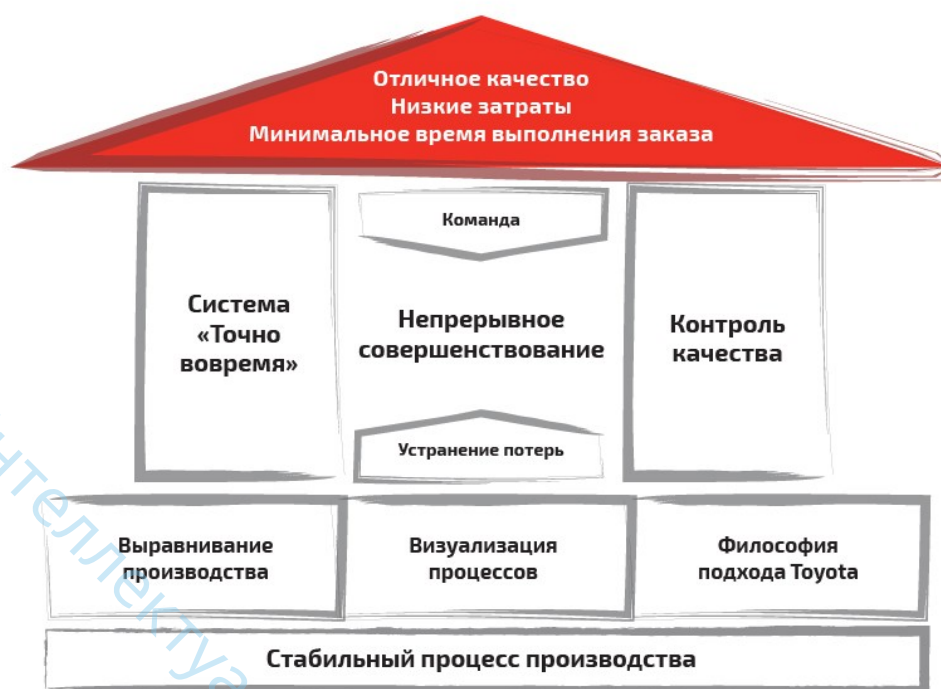 Отличное качество
Низкие затраты
Минимальное время выполнения заказа
Система
«Точно
вовремя»
Команда
Непрерывное
совершенствование
Устранение потерь
Контроль
качества
Выравнивание
производства
Визуализация
процессов
Философия
подхода Toyota
Стабильный процесс производства